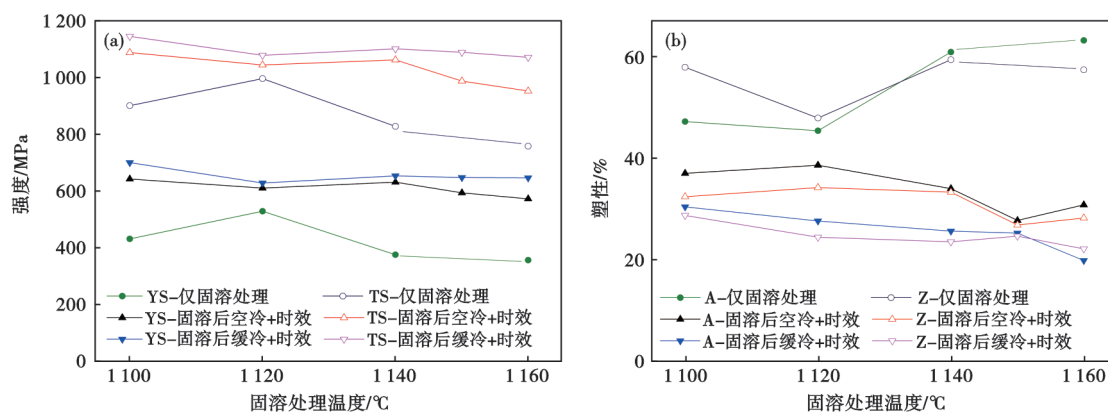 (a)
1 200
1 000
800
600
400
200
0
强度/MPa
YS-仅固溶处理
TS-仅固溶处理
YS-固溶后空冷+时效
TS-固溶后空冷+时效
YS-固溶后缓冷+时效
TS-固溶后缓冷+时效
1 100
1 120
1 140
1 160
固溶处理温度/℃
(b)
60
40
20
0
塑性/%
A-仅固溶处理
Z-仅固溶处理
A-固溶后空冷+时效
Z-固溶后空冷+时效
A-固溶后缓冷+时效
Z-固溶后缓冷+时效
1 100
1 120
1 140
1 160
固溶处理温度/℃